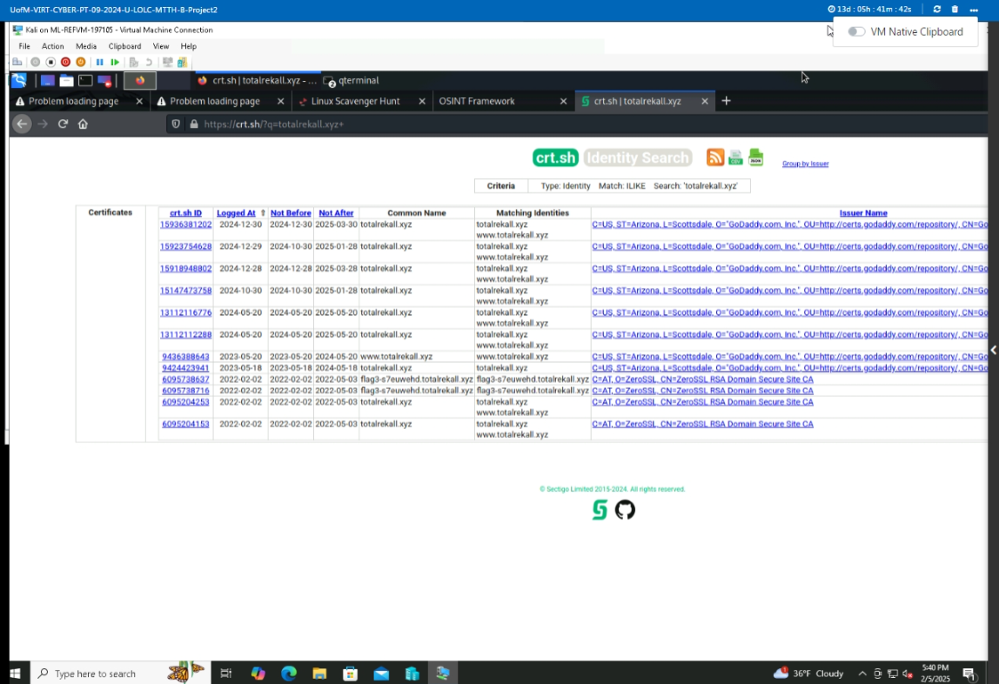 UofM-VIRT-CYBER-PT-09-2024-U-LOLC-MTTH-B-Project2
13d : 05h : 41m : 42s
Kali on ML-REFVM-197105 - Virtual Machine Connection
VM Native Clipboard
File Action Media Clipboard View Help
crt.sh | totalrekall.xyz - ... qterminal
Problem loading page Problem loading page Linux Scavenger Hunt OSINT Framework crt.sh | totalrekall.xyz
https://crt.sh/?q=totalrekall.xyz+
crt.sh Identity Search Group by Issuer
Criteria Type: Identity Match: ILIKE Search: 'totalrekall.xyz'
Certificates crt.sh ID Logged At ⇧ Not Before Not After Common Name Matching Identities Issuer Name
15936381202 2024-12-30 2024-12-30 2025-03-30 totalrekall.xyz totalrekall.xyz C=US, ST=Arizona, L=Scottsdale, O="GoDaddy.com, Inc.", OU=http://certs.godaddy.com/repository/, CN=Go
www.totalrekall.xyz
15923754628 2024-12-29 2024-10-30 2025-01-28 totalrekall.xyz totalrekall.xyz C=US, ST=Arizona, L=Scottsdale, O="GoDaddy.com, Inc.", OU=http://certs.godaddy.com/repository/, CN=Go
www.totalrekall.xyz
15918948802 2024-12-28 2024-12-28 2025-03-28 totalrekall.xyz totalrekall.xyz C=US, ST=Arizona, L=Scottsdale, O="GoDaddy.com, Inc.", OU=http://certs.godaddy.com/repository/, CN=Go
www.totalrekall.xyz
15147473758 2024-10-30 2024-10-30 2025-01-28 totalrekall.xyz totalrekall.xyz C=US, ST=Arizona, L=Scottsdale, O="GoDaddy.com, Inc.", OU=http://certs.godaddy.com/repository/, CN=Go
www.totalrekall.xyz
13112116776 2024-05-20 2024-05-20 2025-05-20 totalrekall.xyz totalrekall.xyz C=US, ST=Arizona, L=Scottsdale, O="GoDaddy.com, Inc.", OU=http://certs.godaddy.com/repository/, CN=Go
www.totalrekall.xyz
13112112288 2024-05-20 2024-05-20 2025-05-20 totalrekall.xyz totalrekall.xyz C=US, ST=Arizona, L=Scottsdale, O="GoDaddy.com, Inc.", OU=http://certs.godaddy.com/repository/, CN=Go
www.totalrekall.xyz
9436388643 2023-05-20 2023-05-20 2024-05-20 www.totalrekall.xyz www.totalrekall.xyz C=US, ST=Arizona, L=Scottsdale, O="GoDaddy.com, Inc.", OU=http://certs.godaddy.com/repository/, CN=Go
9424423941 2023-05-18 2023-05-18 2024-05-18 totalrekall.xyz totalrekall.xyz C=US, ST=Arizona, L=Scottsdale, O="GoDaddy.com, Inc.", OU=http://certs.godaddy.com/repository/, CN=Go
6095738637 2022-02-02 2022-02-02 2022-05-03 flag3-s7euwehd.totalrekall.xyz flag3-s7euwehd.totalrekall.xyz C=AT, O=ZeroSSL, CN=ZeroSSL RSA Domain Secure Site CA
6095738716 2022-02-02 2022-02-02 2022-05-03 flag3-s7euwehd.totalrekall.xyz flag3-s7euwehd.totalrekall.xyz C=AT, O=ZeroSSL, CN=ZeroSSL RSA Domain Secure Site CA
6095204253 2022-02-02 2022-02-02 2022-05-03 totalrekall.xyz totalrekall.xyz C=AT, O=ZeroSSL, CN=ZeroSSL RSA Domain Secure Site CA
www.totalrekall.xyz
6095204153 2022-02-02 2022-02-02 2022-05-03 totalrekall.xyz totalrekall.xyz C=AT, O=ZeroSSL, CN=ZeroSSL RSA Domain Secure Site CA
www.totalrekall.xyz
© Sectigo Limited 2015-2024. All rights reserved.
Type here to search
36°F Cloudy
5:40 PM
2/5/2025